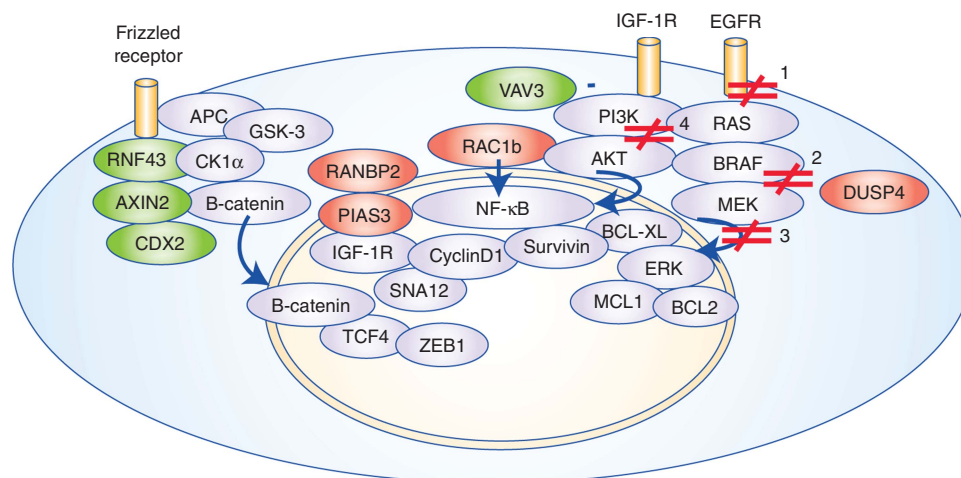 IGF-1R EGFR
Frizzled
receptor
1
VAV3
APC
PI3K
4
RAS
GSK-3
RAC1b
RNF43
CK1α
AKT
BRAF
2
RANBP2
DUSP4
AXIN2
B-catenin
MEK
PIAS3
NF-κB
3
CDX2
IGF-1R
CyclinD1
Survivin
BCL-XL
ERK
SNA12
B-catenin
MCL1
BCL2
TCF4
ZEB1